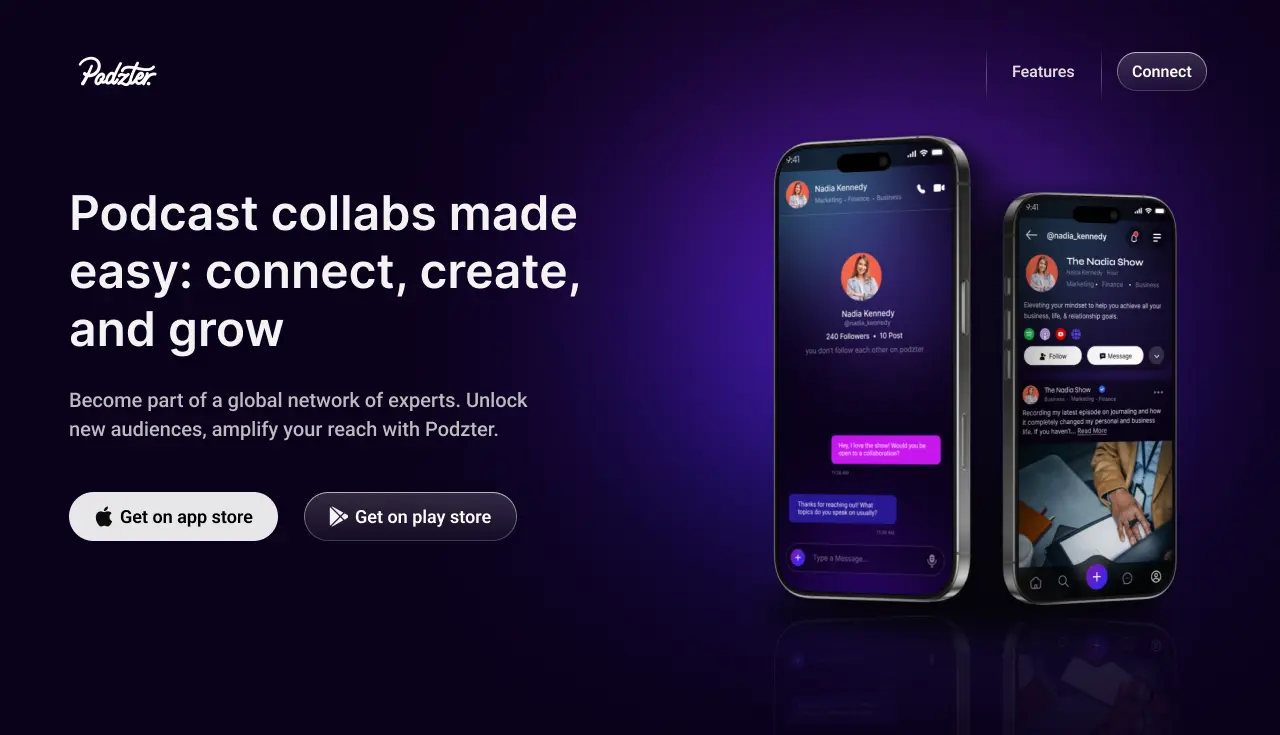 Podzter.
Features
Connect
Podcast collabs made
easy: connect, create,
and grow
Become part of a global network of experts. Unlock
new audiences, amplify your reach with Podzter.
Get on app store
Get on play store
9:41
Nadia Kennedy
Marketing • Finance • Business
Nadia Kennedy
@nadia_kennedy
240 Followers • 10 Post
you don't follow each other on podzter
Hey, I love the show! Would you be
open to a collaboration?
11:26 AM
Thanks for reaching out! What
topics do you speak on usually?
Type a Message...
9:41
@nadia_kennedy
The Nadia Show
Nadia Kennedy · Host
Marketing • Finance • Business
Elevating your mindset to help you achieve all your
business, life, & relationship goals.
Follow
Message
The Nadia Show
Business · Marketing · Finance
Recording my latest episode on journaling and how
it completely changed my personal and business
life. If you haven't... Read More